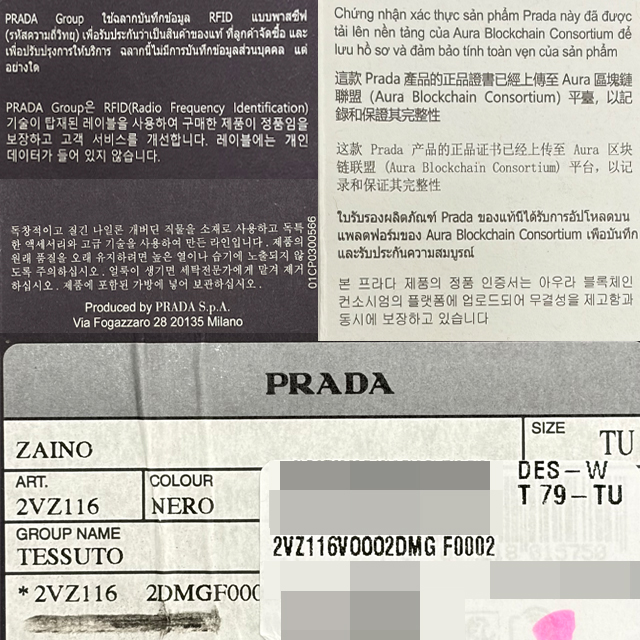 PRADA Group ใช้ฉลากบันทึกข้อมูล RFID แบบพาสซีฟ
(รหัสความถี่วิทยุ) เพื่อรับประกันว่าเป็นสินค้าของแท้ ที่ลูกค้าจัดซื้อ และ
เพื่อปรับปรุงการให้บริการ ฉลากนี้ไม่มีการบันทึกข้อมูลส่วนบุคคล แต่
อย่างใด
PRADA Group은 RFID(Radio Frequency Identification)
기술이 탑재된 레이블을 사용하여 구매한 제품이 정품임을
보장하고 고객 서비스를 개선합니다. 레이블에는 개인
데이터가 들어 있지 않습니다.
독창적이고 질긴 나일론 개버딘 직물을 소재로 사용하고 독특
한 액세서리와 고급 기술을 사용하여 만든 라인입니다. 제품의
원래 품질을 오래 유지하려면 높은 열이나 습기에 노출되지 않
도록 주의하십시오. 얼룩이 생기면 세탁전문가에게 맡겨 제거
하십시오. 제품에 포함된 가방에 넣어 보관하십시오.
01CP0300566
Produced by PRADA S.p.A.
Via Fogazzaro 28 20135 Milano
Chứng nhận xác thực sản phẩm Prada này đã được
tải lên nền tảng của Aura Blockchain Consortium để
lưu hồ sơ và đảm bảo tính toàn vẹn của sản phẩm
這款 Prada 產品的正品證書已經上傳至 Aura 區塊鏈
聯盟 (Aura Blockchain Consortium) 平臺，以記
錄和保證其完整性
这款 Prada 产品的正品证书已经上传至 Aura 区块
链联盟 (Aura Blockchain Consortium) 平台，以记
录和保证其完整性
ใบรับรองผลิตภัณฑ์ Prada ของแท้นี้ได้รับการอัปโหลดบน
แพลตฟอร์มของ Aura Blockchain Consortium เพื่อบันทึก
และรับประกันความสมบูรณ์
본 프라다 제품의 정품 인증서는 아우라 블록체인
컨소시엄의 플랫폼에 업로드되어 무결성을 제고함과
동시에 보장하고 있습니다
PRADA
ZAINO
SIZE TU
ART. COLOUR
2VZ116 NERO
DES-W
T 79-TU
GROUP NAME
TESSUTO
2VZ116V0002DMG F0002
*2VZ116 2DMGF000